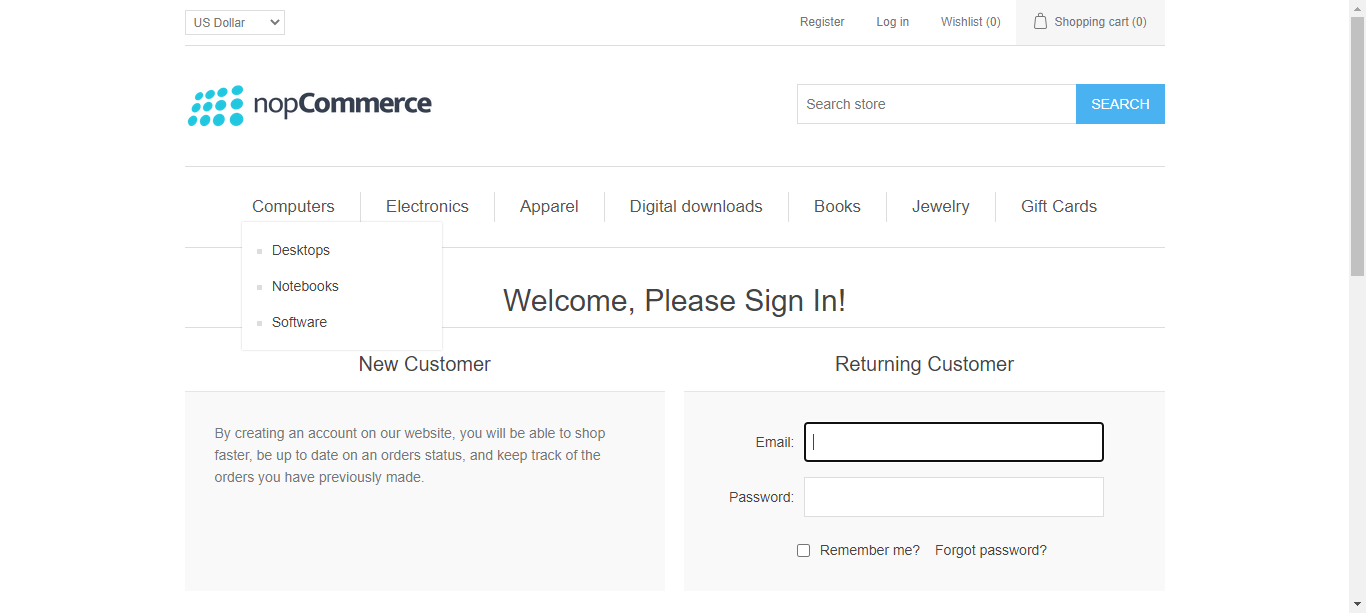 US Dollar Register Log in Wishlist (0) Shopping cart (0)
nopCommerce Search store SEARCH
Computers Electronics Apparel Digital downloads Books Jewelry Gift Cards
Desktops
Notebooks
Software
Welcome, Please Sign In!
New Customer
By creating an account on our website, you will be able to shop
faster, be up to date on an orders status, and keep track of the
orders you have previously made.
Returning Customer
Email:
Password:
Remember me? Forgot password?